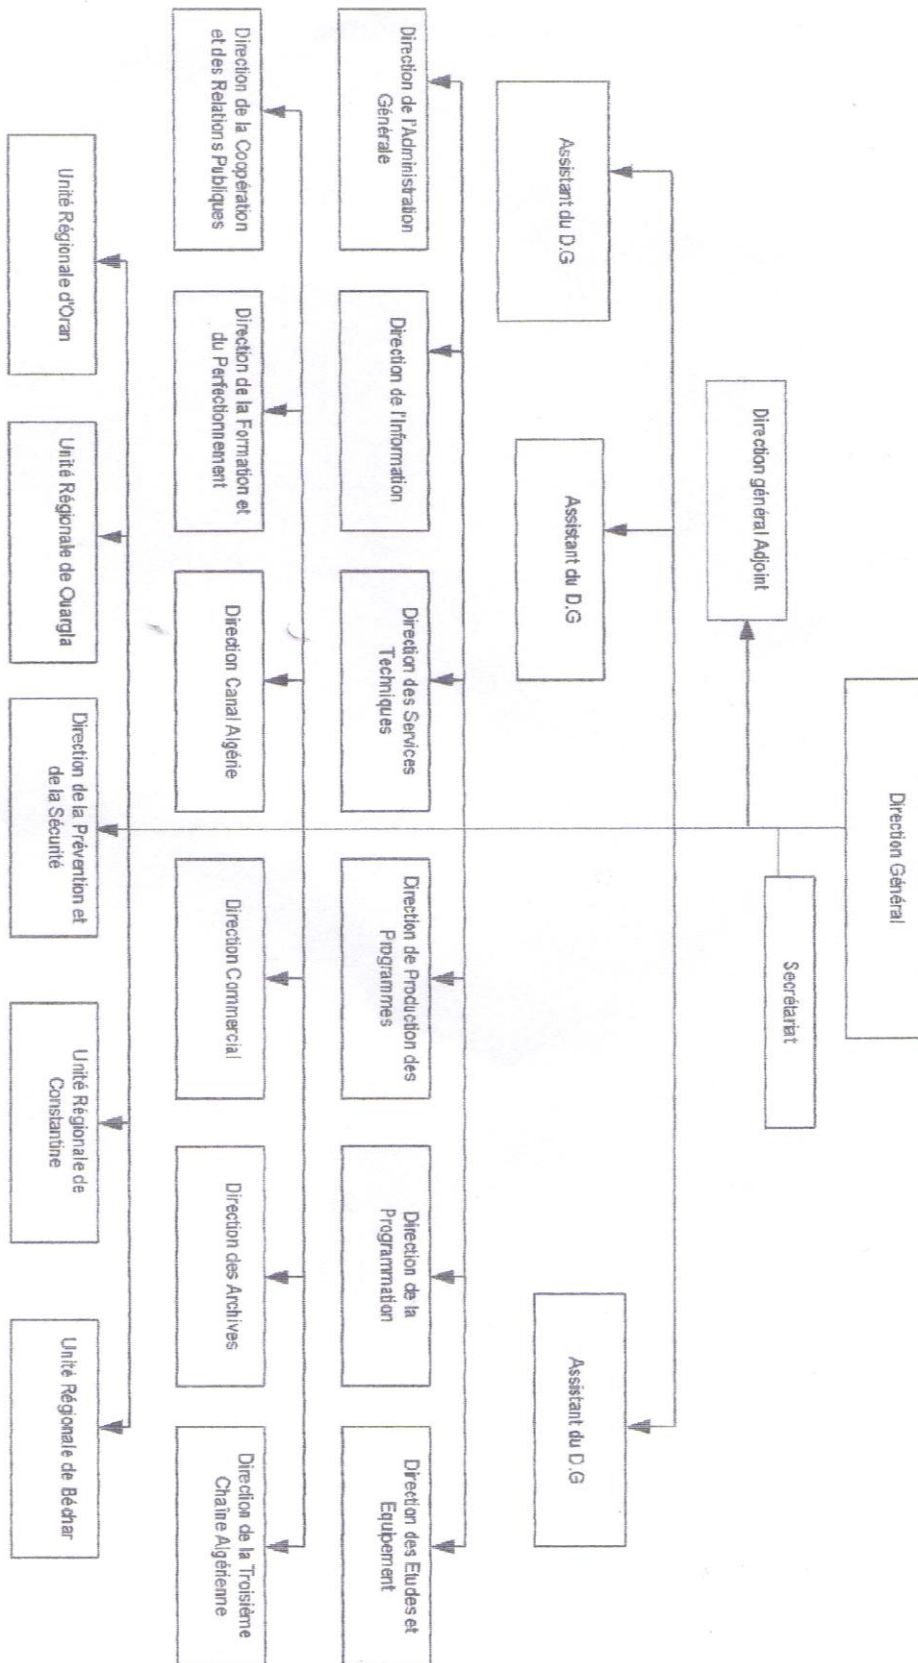 Direction Général
Secrétariat
Direction général Adjoint
Assistant du D.G
Assistant du D.G
Assistant du D.G
Direction de l'Administration
Générale
Direction de l'Information
Direction des Services
Techniques
Direction de Production des
Programmes
Direction de la
Programmation
Direction des Etudes et
Equipement
Direction de la Coopération
et des Relations Publiques
Direction de la Formation et
du Perfectionnement
Direction Canal Algérie
Direction Commercial
Direction des Archives
Direction de la Troisième
Chaîne Algérienne
Unité Régionale d'Oran
Unité Régionale de Ouargla
Direction de la Prévention et
de la Sécurité
Unité Régionale de
Constantine
Unité Régionale de Béchar